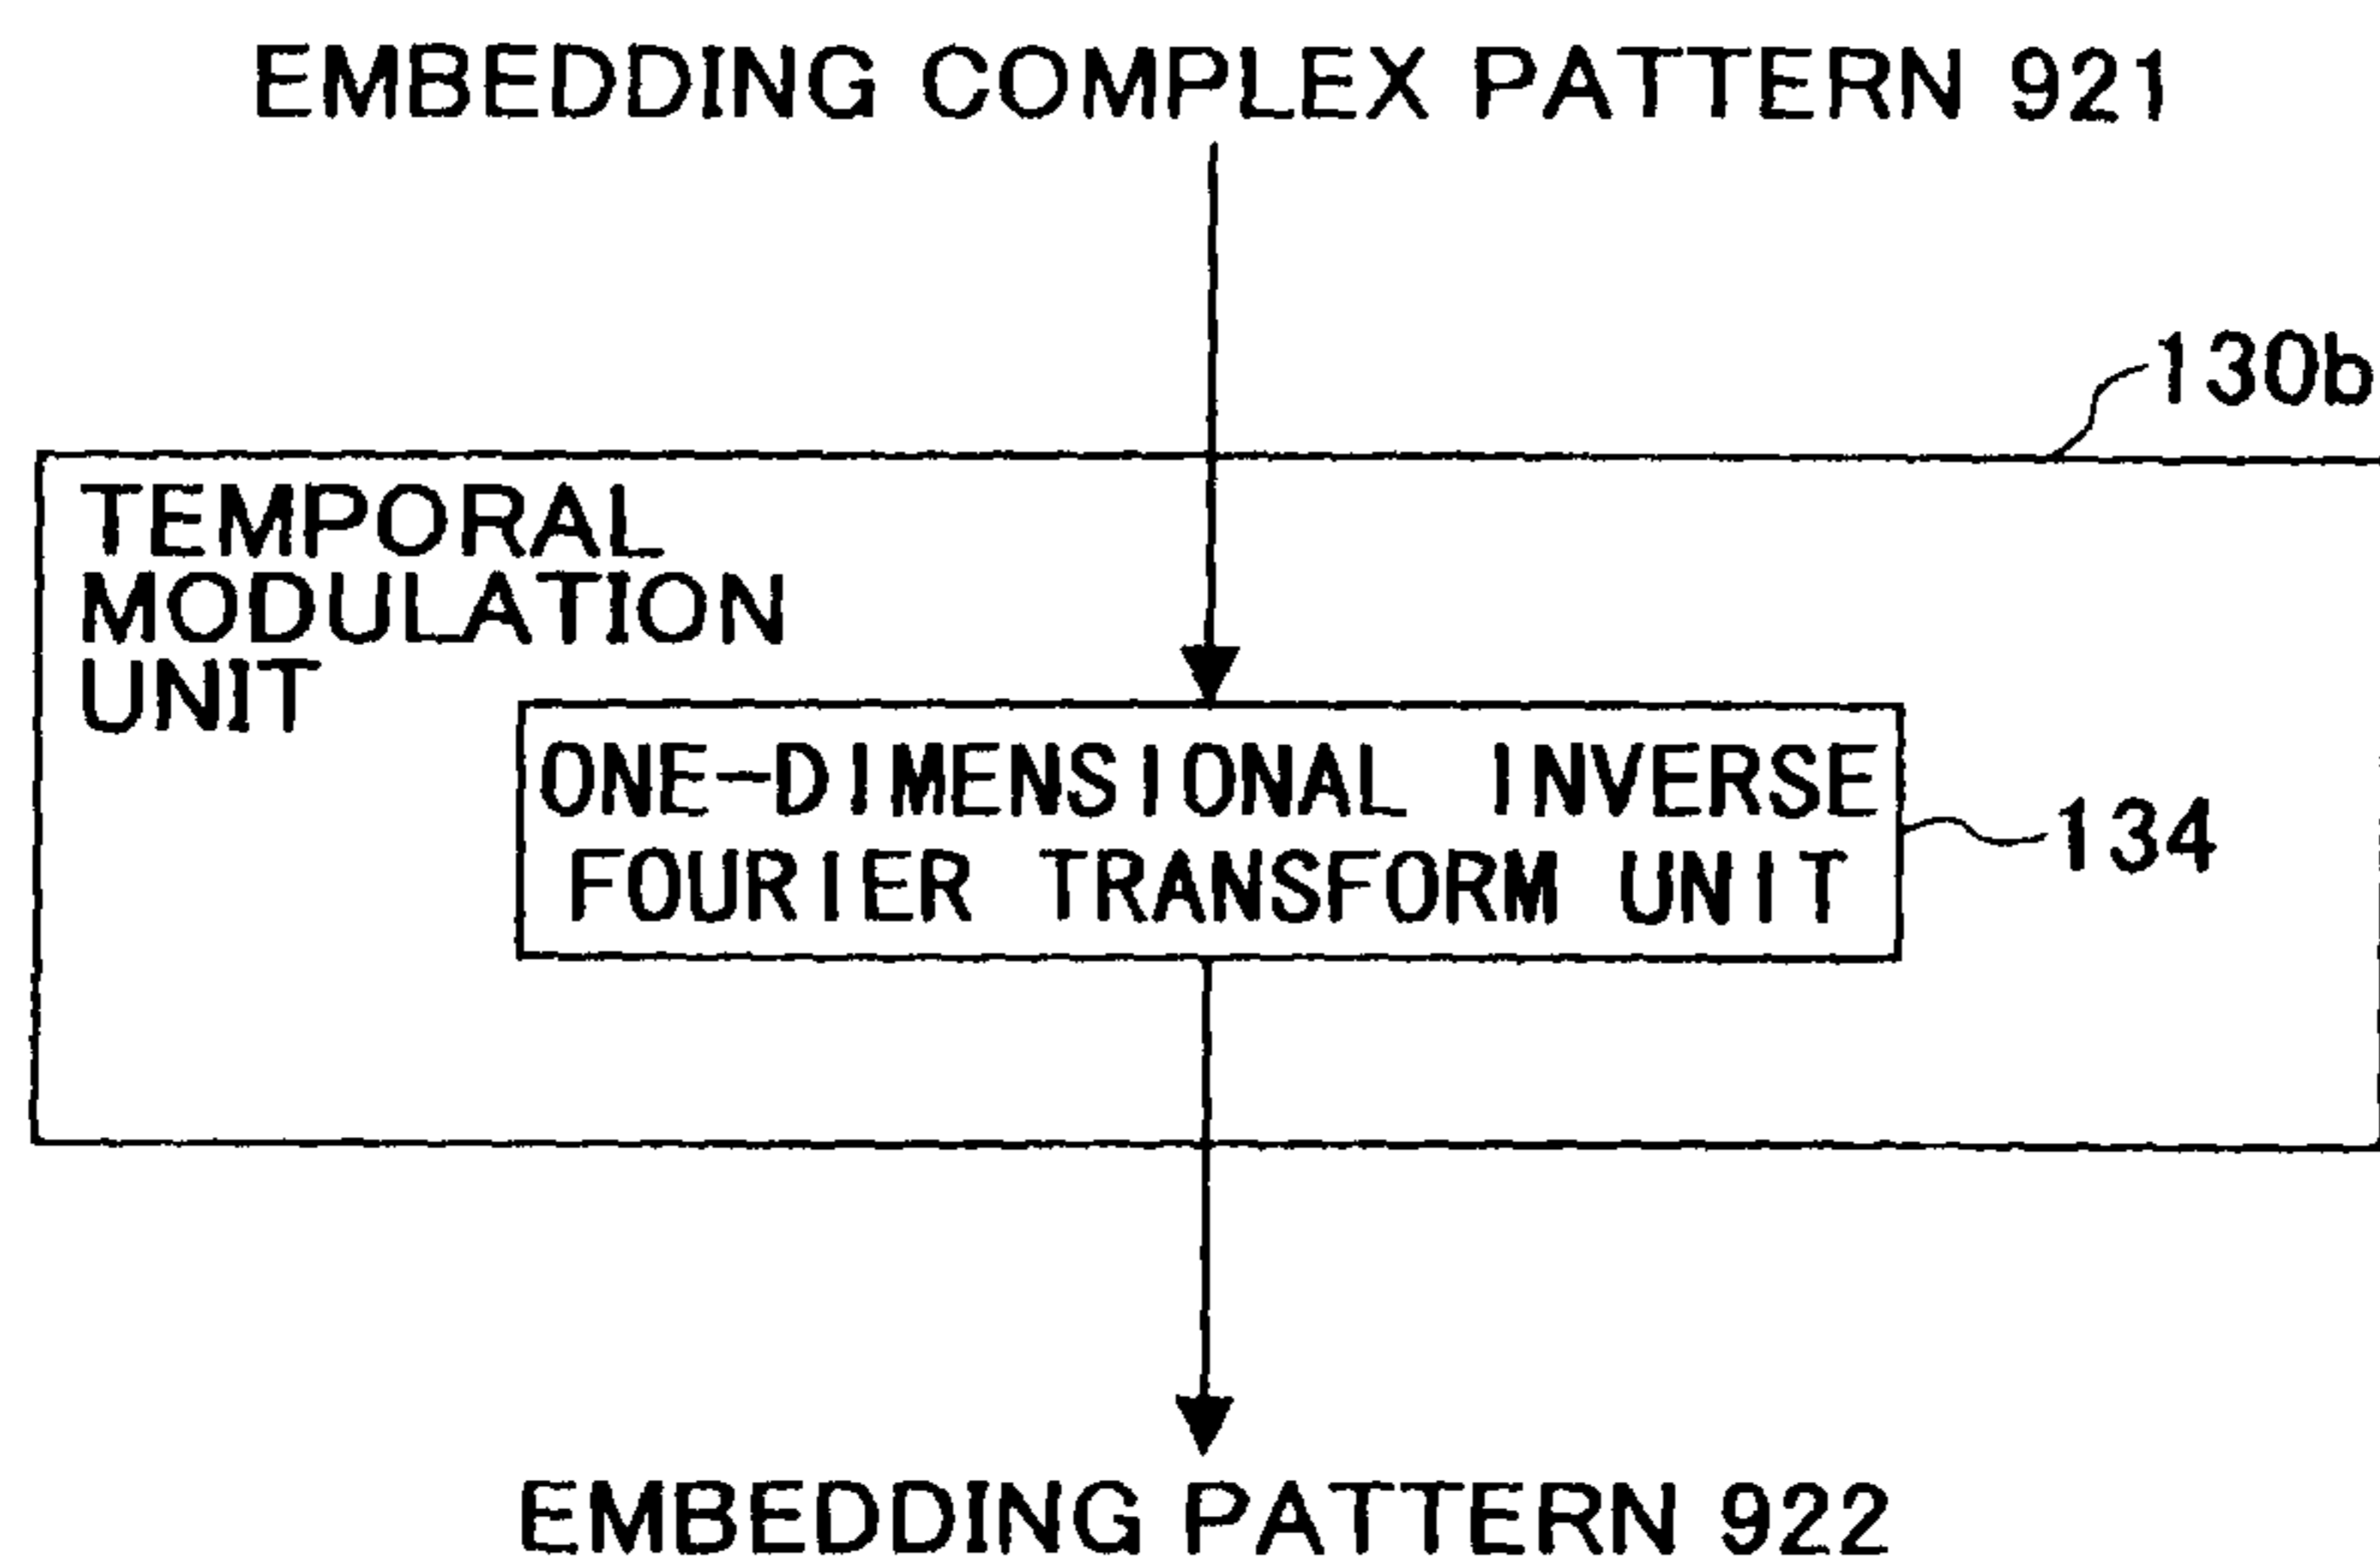 EMBEDDING COMPLEX PATTERN 921
130b
TEMPORAL
MODULATION
UNIT
ONE-DIMENSIONAL INVERSE
FOURIER TRANSFORM UNIT
134
EMBEDDING PATTERN 922